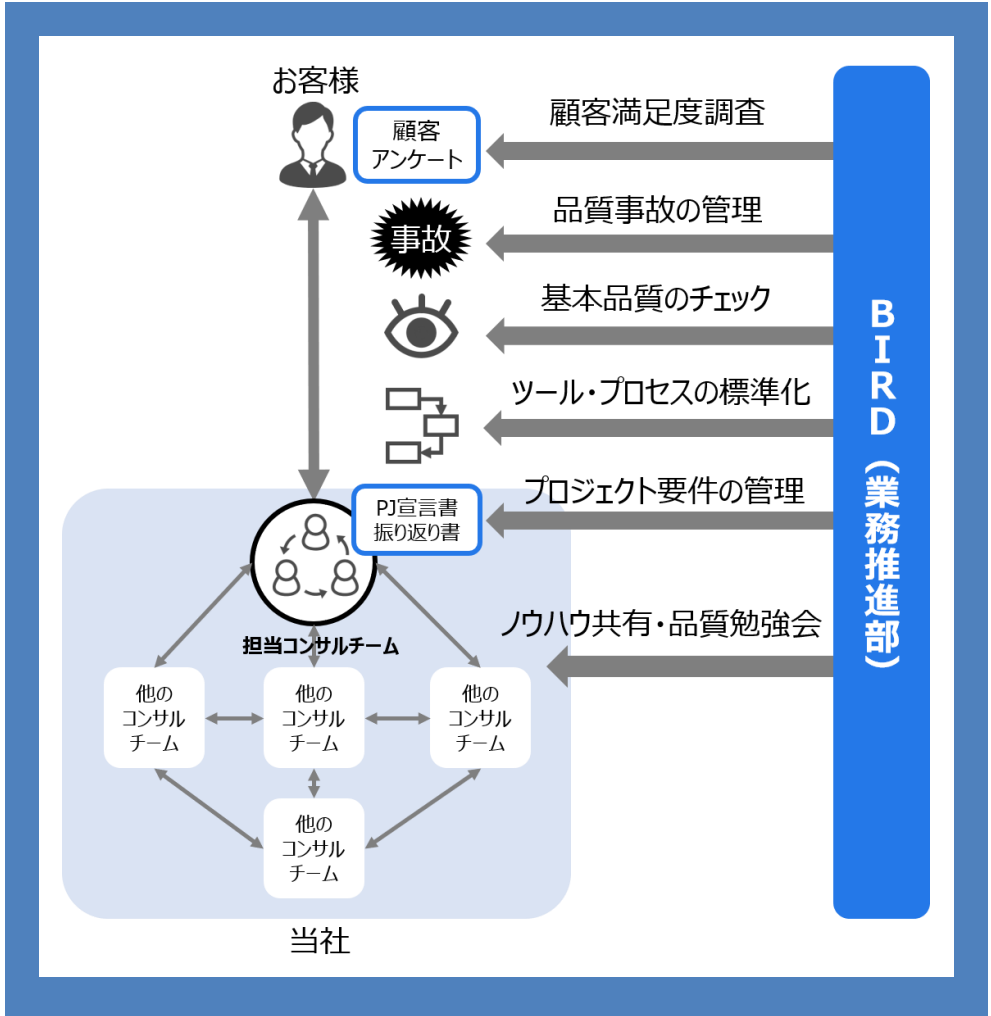 お客様
顧客
アンケート
顧客満足度調査
事故
品質事故の管理
基本品質のチェック
ツール・プロセスの標準化
PJ宣言書
振り返り書
プロジェクト要件の管理
ノウハウ共有・品質勉強会
担当コンサルチーム
他の
コンサル
チーム
他の
コンサル
チーム
他の
コンサル
チーム
他の
コンサル
チーム
当社
BIRD（業務推進部）